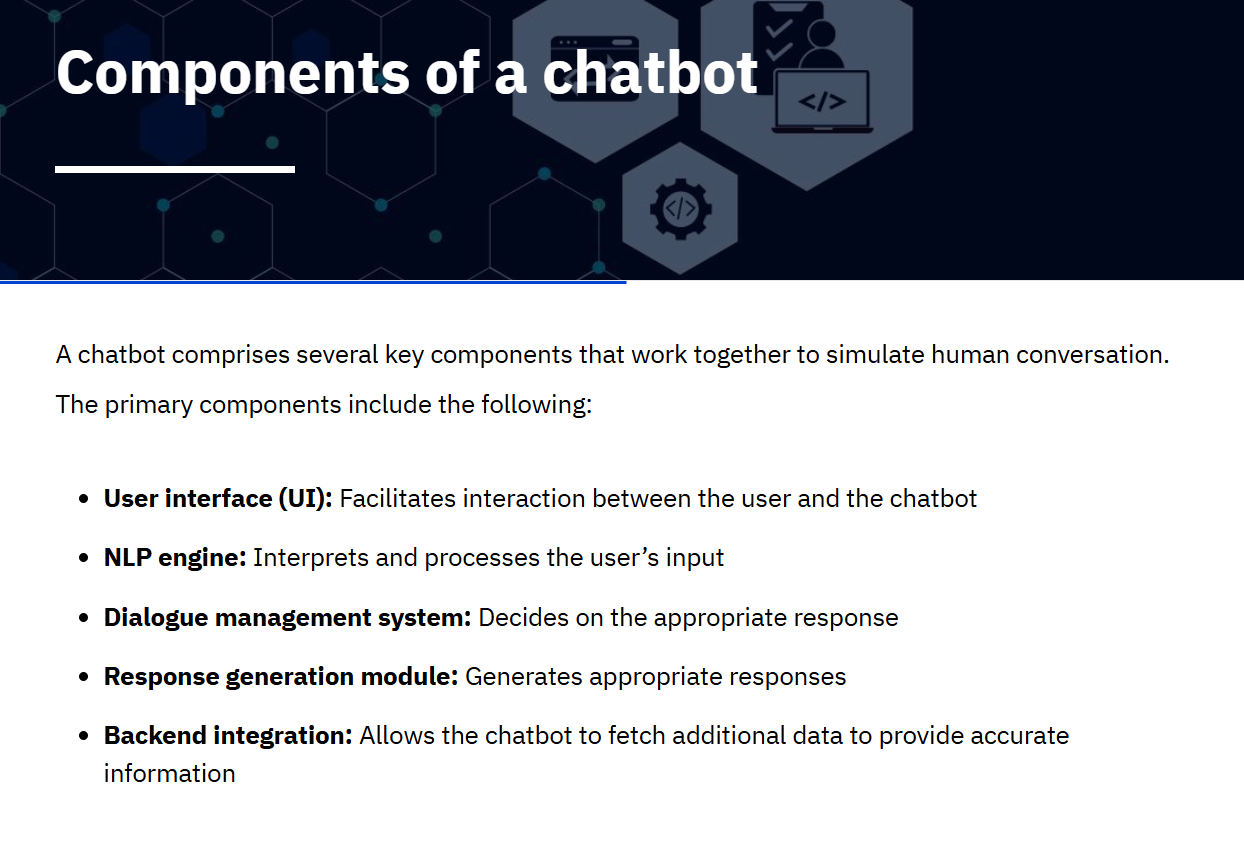 Components of a chatbot
</>
</>
A chatbot comprises several key components that work together to simulate human conversation.
The primary components include the following:
• User interface (UI): Facilitates interaction between the user and the chatbot
• NLP engine: Interprets and processes the user’s input
• Dialogue management system: Decides on the appropriate response
• Response generation module: Generates appropriate responses
• Backend integration: Allows the chatbot to fetch additional data to provide accurate
information